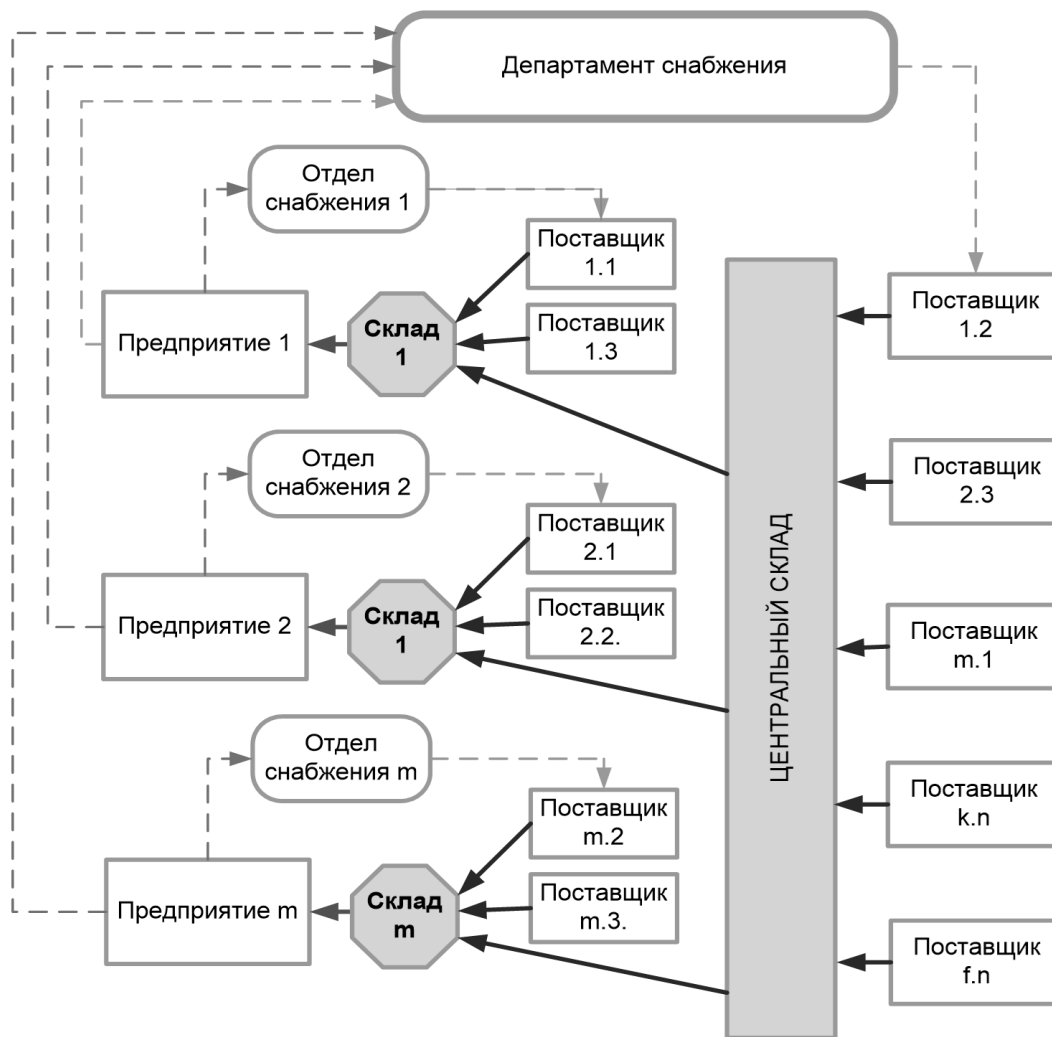 Департамент снабжения
Отдел
снабжения 1
Поставщик
1.1
Поставщик
1.2
Предприятие 1
Склад
1
Поставщик
1.3
Отдел
снабжения 2
Поставщик
2.3
Поставщик
2.1
Предприятие 2
Склад
1
Поставщик
2.2.
ЦЕНТРАЛЬНЫЙ СКЛАД
Поставщик
m.1
Отдел
снабжения m
Поставщик
m.2
Поставщик
k.n
Предприятие m
Склад
m
Поставщик
m.3.
Поставщик
f.n